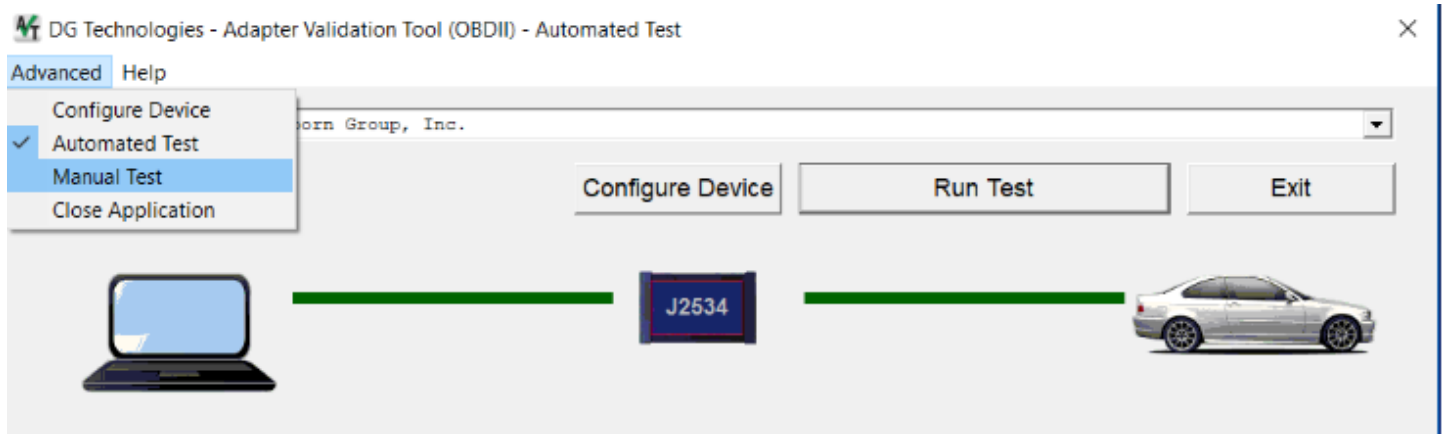 DG Technologies - Adapter Validation Tool (OBDII) - Automated Test
Advanced Help
Configure Device
Group, Inc.
Automated Test
Manual Test
Close Application
Configure Device Run Test Exit
J2534